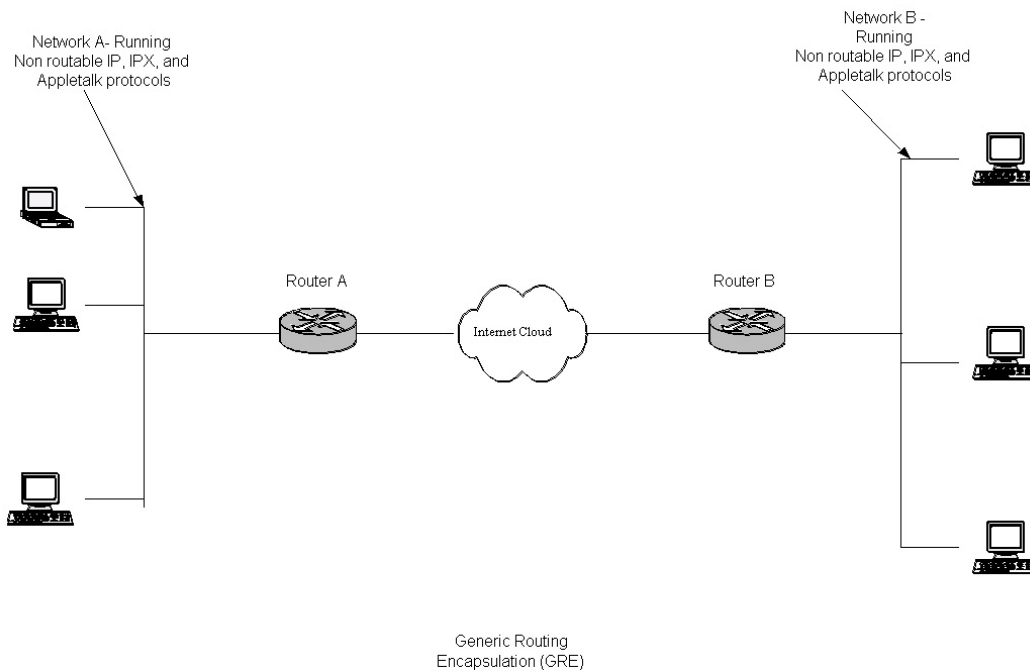 Network A- Running
Non routable IP, IPX, and
Appletalk protocols
Network B -
Running
Non routable IP, IPX, and
Appletalk protocols
Router A
Router B
Internet Cloud
Generic Routing
Encapsulation (GRE)